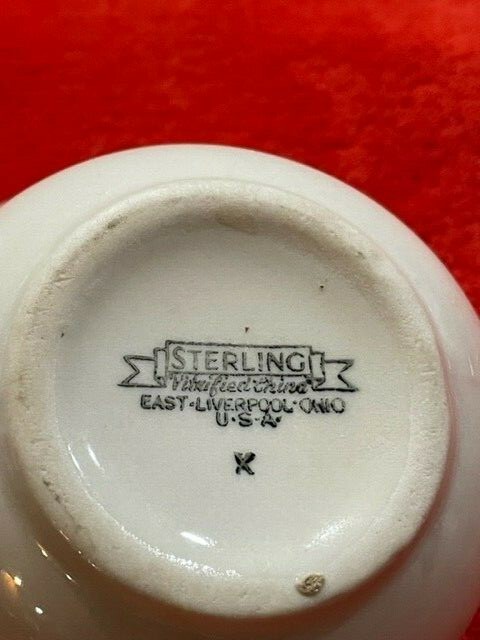 STERLING
Vitrified China
EAST·LIVERPOOL·OHIO
U·S·A·
K